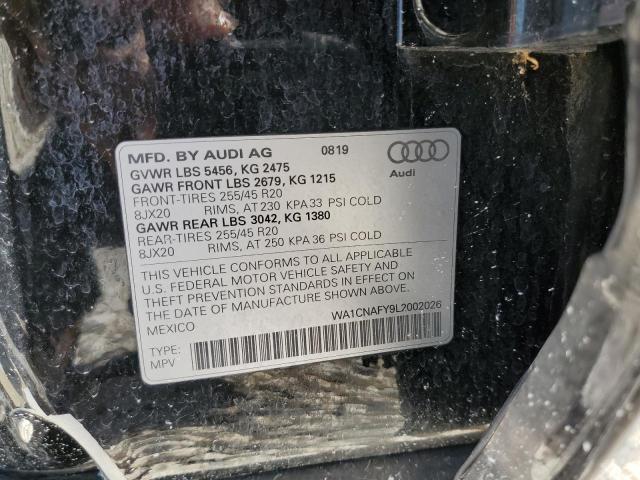 MFD. BY AUDI AG 0819
GVWR LBS 5456, KG 2475
GAWR FRONT LBS 2679, KG 1215
FRONT-TIRES 255/45 R20
8JX20 RIMS, AT 230 KPA 33 PSI COLD
GAWR REAR LBS 3042, KG 1380
REAR-TIRES 255/45 R20
8JX20 RIMS, AT 250 KPA 36 PSI COLD
Audi
THIS VEHICLE CONFORMS TO ALL APPLICABLE
U.S. FEDERAL MOTOR VEHICLE SAFETY AND
THEFT PREVENTION STANDARDS IN EFFECT ON
THE DATE OF MANUFACTURE SHOWN ABOVE.
MEXICO
WA1CNAFY9L2002026
TYPE:
MPV